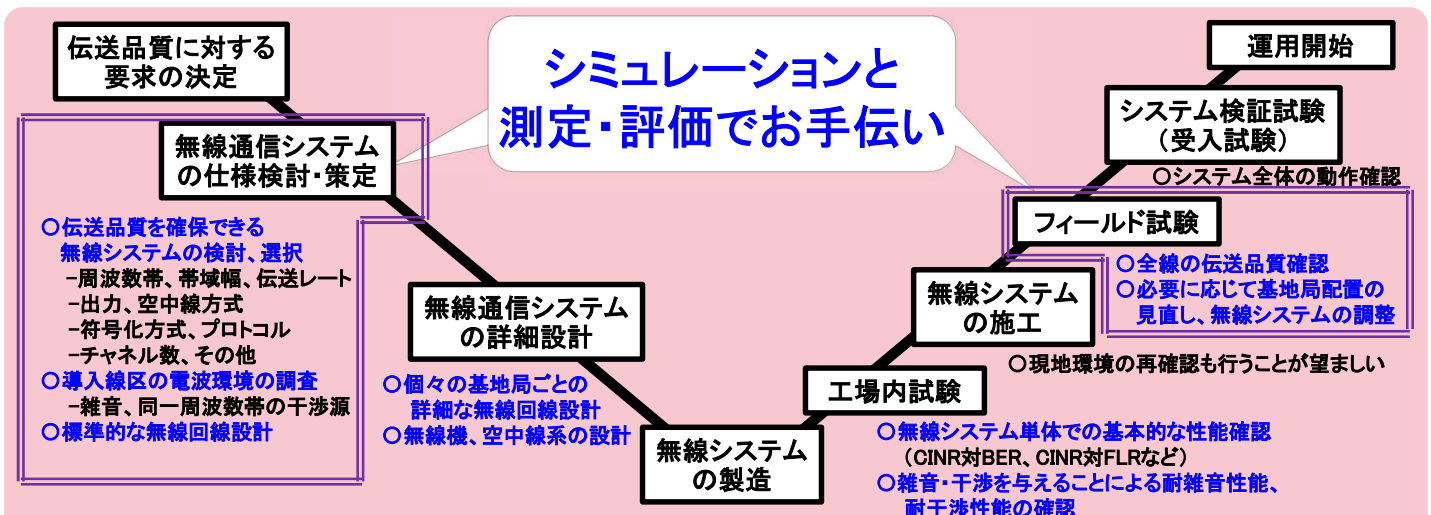 伝送品質に対する
要求の決定
シミュレーションと
測定・評価でお手伝い
運用開始
システム検証試験
（受入試験）
○システム全体の動作確認
無線通信システム
の仕様検討・策定
○伝送品質を確保できる
無線システムの検討、選択
−周波数帯、帯域幅、伝送レート
−出力、空中線方式
−符号化方式、プロトコル
−チャネル数、その他
○導入線区の電波環境の調査
−雑音、同一周波数帯の干渉源
○標準的な無線回線設計
無線通信システム
の詳細設計
○個々の基地局ごとの
詳細な無線回線設計
○無線機、空中線系の設計
無線システム
の製造
工場内試験
○無線システム単体での基本的な性能確認
（CINR対BER、CINR対FLRなど）
○雑音・干渉を与えることによる耐雑音性能、
耐干渉性能の確認
無線システム
の施工
○現地環境の再確認も行うことが望ましい
フィールド試験
○全線の伝送品質確認
○必要に応じて基地局配置の
見直し、無線システムの調整